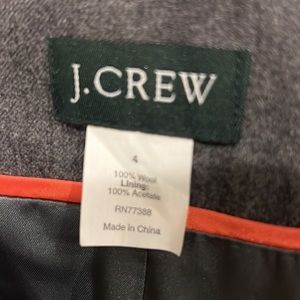 J.CREW
4
100% Wool
Lining:
100% Acetate
RN77388
Made in China